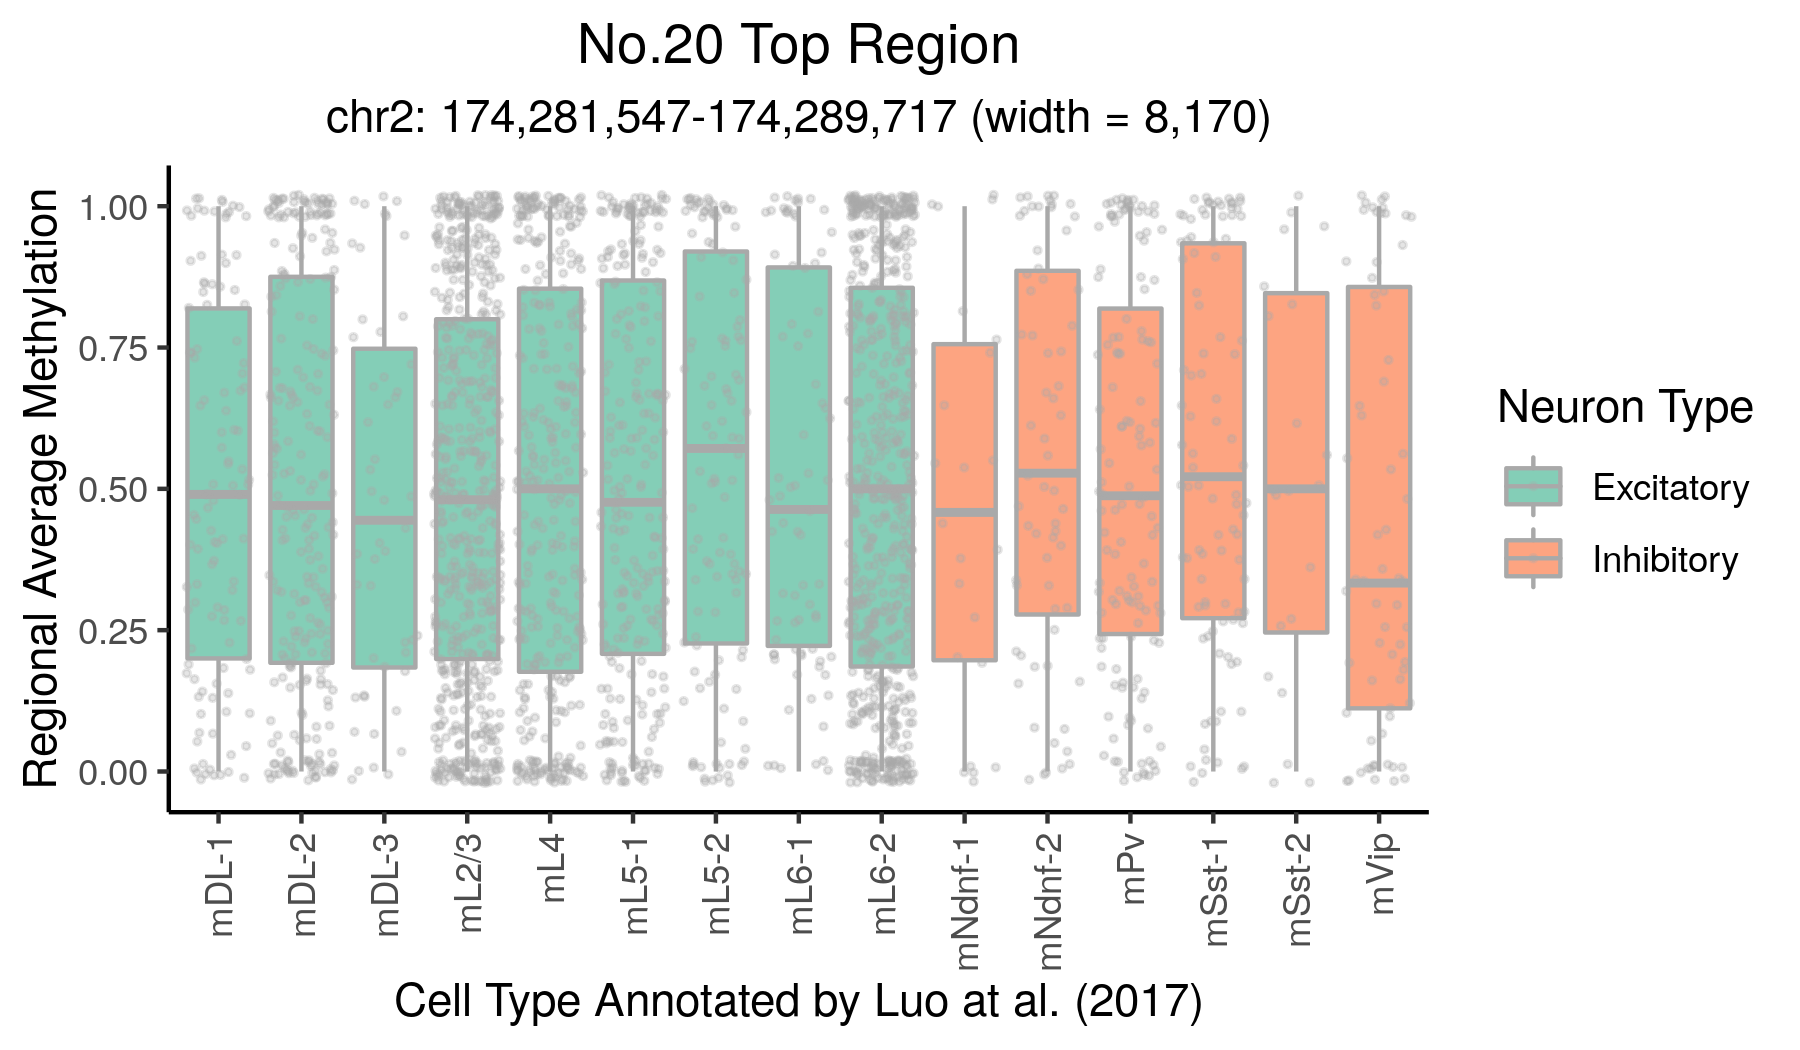 No.20 Top Region
chr2: 174,281,547-174,289,717 (width = 8,170)
Regional Average Methylation
1.00
0.75
0.50
0.25
0.00
mDL-1
mDL-2
mDL-3
mL2/3
mL4
mL5-1
mL5-2
mL6-1
mL6-2
mNdnf-1
mNdnf-2
mPv
mSst-1
mSst-2
mVip
Cell Type Annotated by Luo at al. (2017)
Neuron Type
Excitatory
Inhibitory